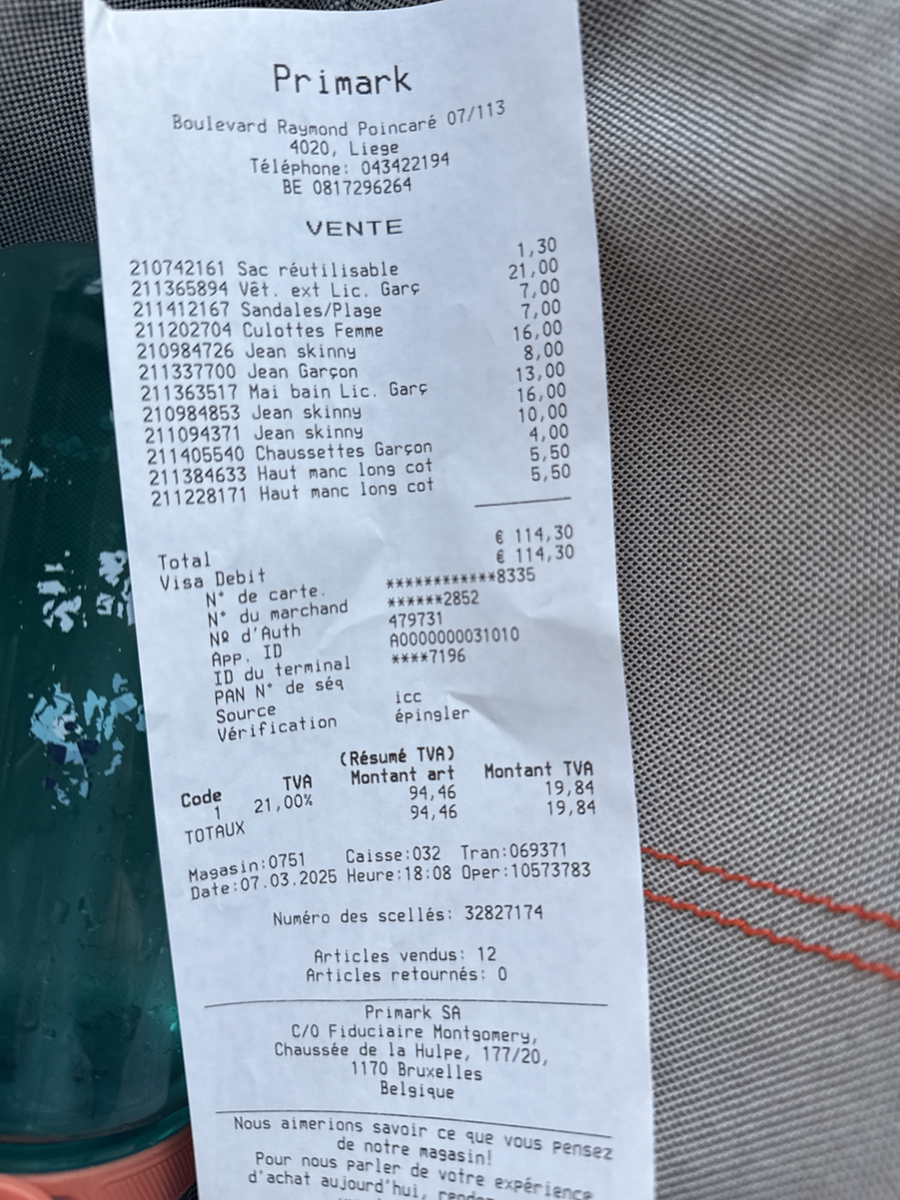 Primark
Boulevard Raymond Poincaré 07/113
4020, Liege
Téléphone: 043422194
BE 0817296264
VENTE
210742161 Sac réutilisable 1,30
211365894 Vêt. ext Lic. Garç 21,00
211412167 Sandales/Plage 7,00
211202704 Culottes Femme 7,00
210984726 Jean skinny 16,00
211337700 Jean Garçon 8,00
211363517 Mai bain Lic. Garç 13,00
210984853 Jean skinny 16,00
211094371 Jean skinny 10,00
211405540 Chaussettes Garçon 4,00
211384633 Haut manc long cot 5,50
211228171 Haut manc long cot 5,50
Total € 114,30
Visa Debit € 114,30
N° de carte. ************8335
N° du marchand ******2852
Nº d'Auth 479731
App. ID A0000000031010
ID du terminal ****7196
PAN N° de séq
Source icc
Vérification épingler
(Résumé TVA)
Code TVA Montant art Montant TVA
1 21,00% 94,46 19,84
TOTAUX 94,46 19,84
Magasin:0751 Caisse:032 Tran:069371
Date:07.03.2025 Heure:18:08 Oper:10573783
Numéro des scellés: 32827174
Articles vendus: 12
Articles retournés: 0
Primark SA
C/O Fiduciaire Montgomery,
Chaussée de la Hulpe, 177/20,
1170 Bruxelles
Belgique
Nous aimerions savoir ce que vous pensez
de notre magasin!
Pour nous parler de votre expérience
d'achat aujourd'hui,